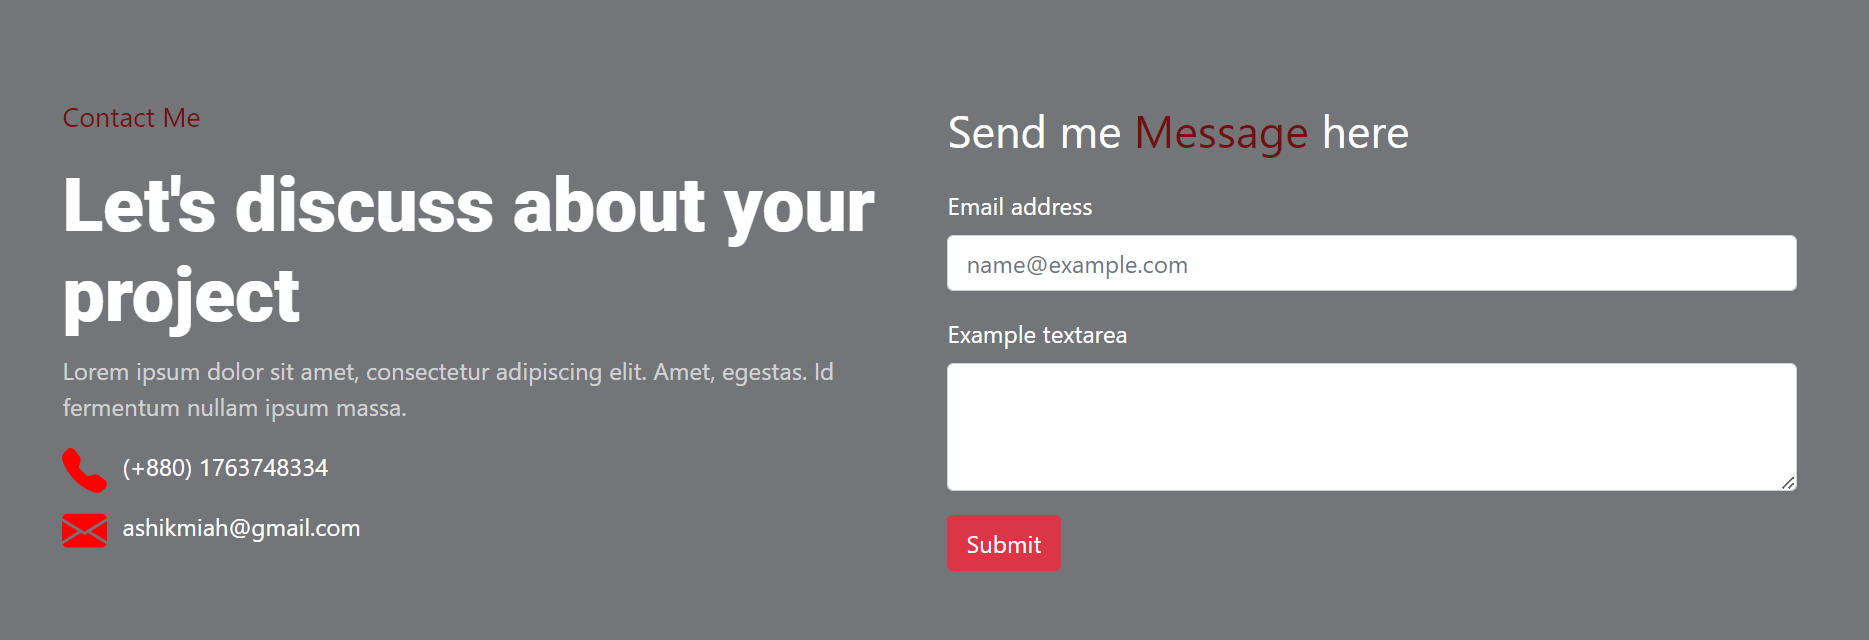 Contact Me
Let's discuss about your
project
Lorem ipsum dolor sit amet, consectetur adipiscing elit. Amet, egestas. Id
fermentum nullam ipsum massa.
(+880) 1763748334
ashikmiah@gmail.com
Send me Message here
Email address
name@example.com
Example textarea
Submit